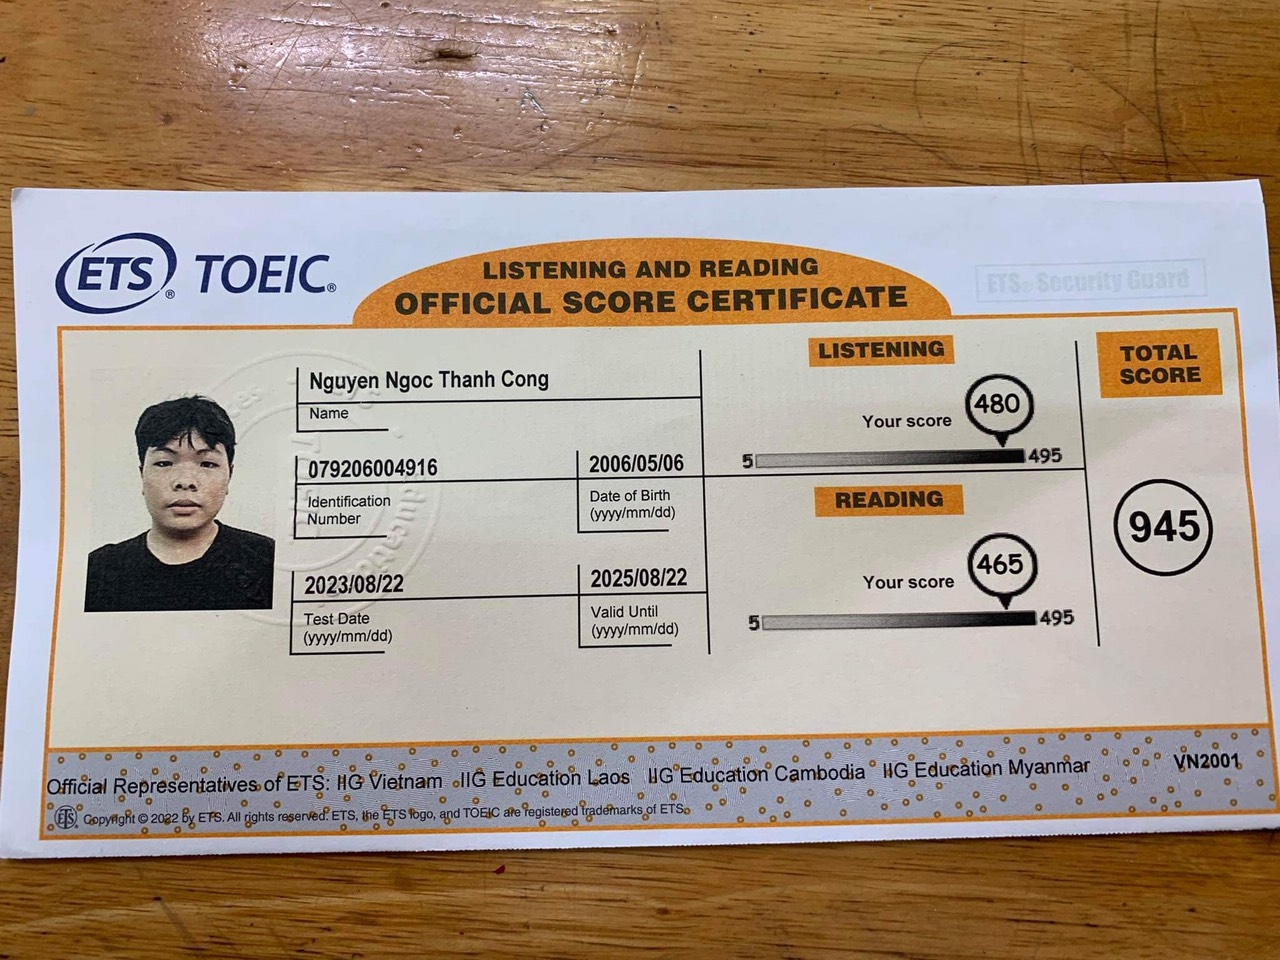 ETS® TOEIC®
LISTENING AND READING
OFFICIAL SCORE CERTIFICATE
ETS® Security Guard
Nguyen Ngoc Thanh Cong
Name
079206004916
Identification
Number
2006/05/06
Date of Birth
(yyyy/mm/dd)
2023/08/22
Test Date
(yyyy/mm/dd)
2025/08/22
Valid Until
(yyyy/mm/dd)
LISTENING
Your score
480
5
495
READING
Your score
465
5
495
TOTAL
SCORE
945
Official Representatives of ETS: IIG Vietnam IIG Education Laos IIG Education Cambodia IIG Education Myanmar
VN2001
ETS® Copyright © 2022 by ETS. All rights reserved. ETS, the ETS logo, and TOEIC are registered trademarks of ETS.